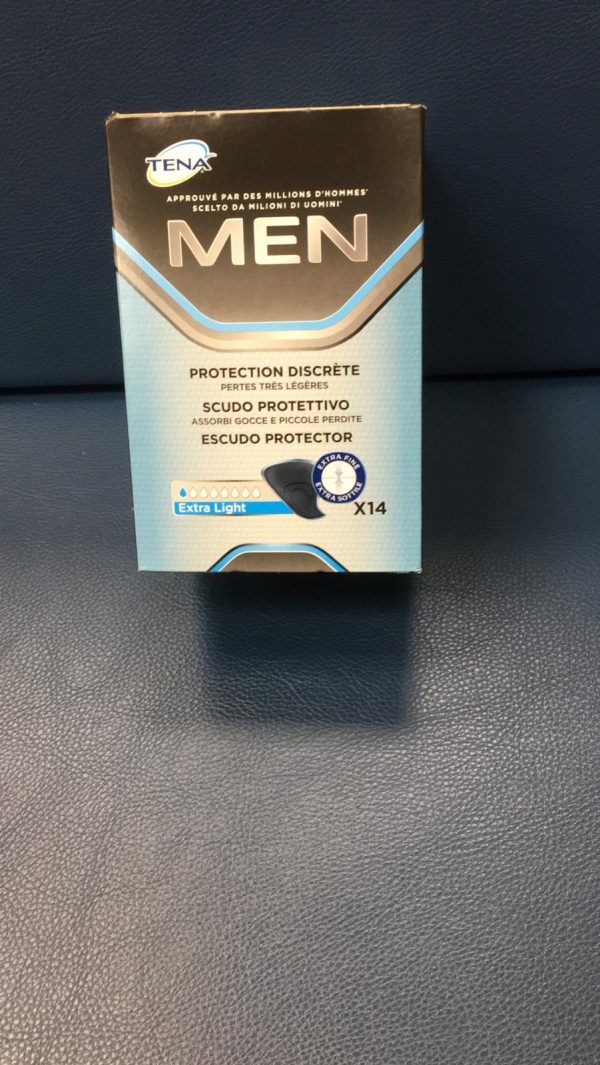 TENA
APPROUVÉ PAR DES MILLIONS D'HOMMES*
SCELTO DA MILIONI DI UOMINI*
MEN
PROTECTION DISCRÈTE
PERTES TRÈS LÉGÈRES
SCUDO PROTETTIVO
ASSORBI GOCCE E PICCOLE PERDITE
ESCUDO PROTECTOR
EXTRA FINE
EXTRA SOTTILE
Extra Light
X14